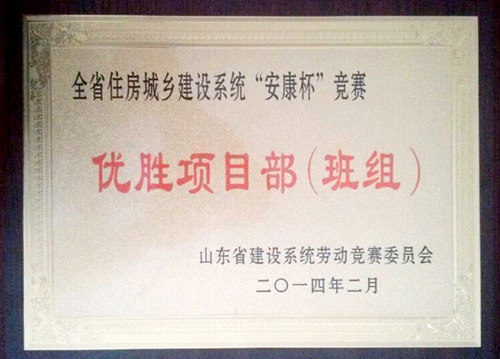 全省住房城乡建设系统“安康杯”竞赛
优胜项目部（班组）
山东省建设系统劳动竞赛委员会
二〇一四年二月